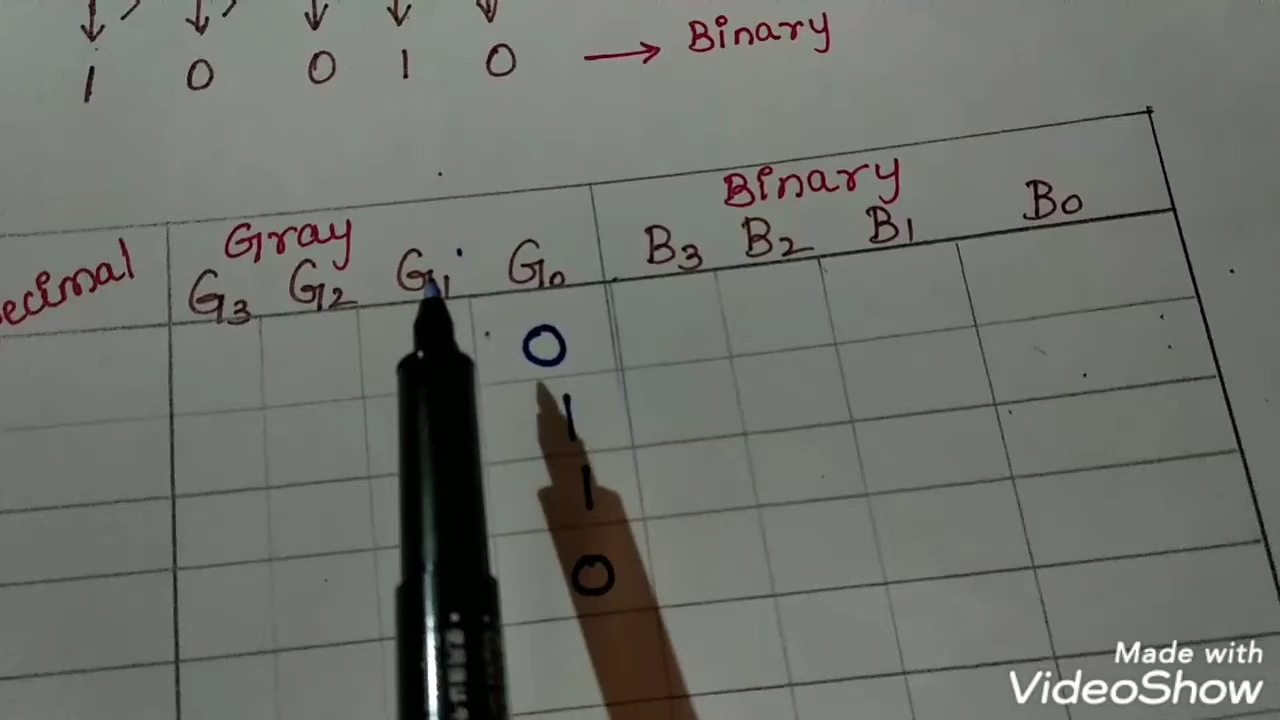 1 0 0 1 0 → Binary
ecimal Gray Binary
G3 G2 G1 G0 B3 B2 B1 B0
0
1
1
0
Made with
VideoShow